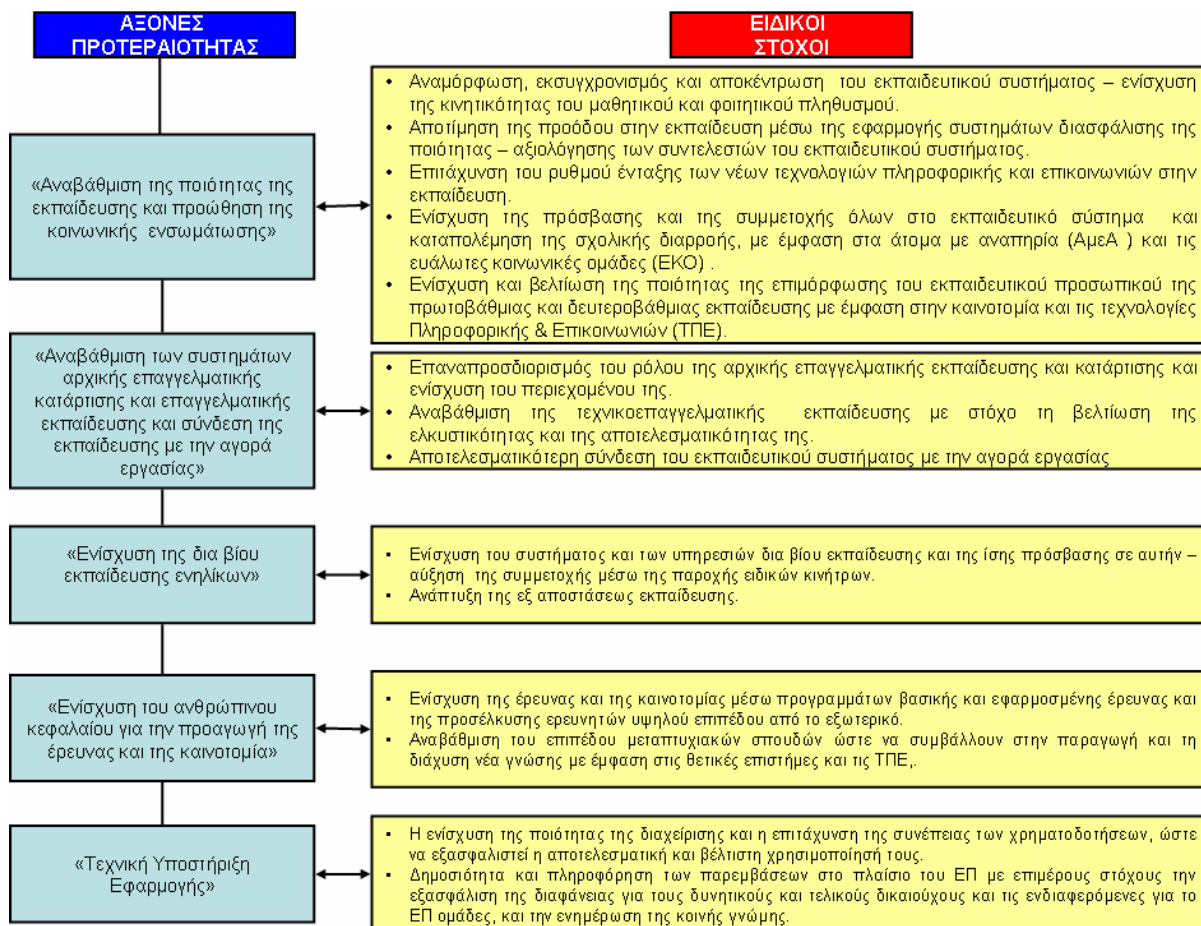 ΑΞΟΝΕΣ
ΠΡΟΤΕΡΑΙΟΤΗΤΑΣ
ΕΙΔΙΚΟΙ
ΣΤΟΧΟΙ
«Αναβάθμιση της ποιότητας της
εκπαίδευσης και προώθηση της
κοινωνικής ενσωμάτωσης»
• Αναμόρφωση, εκσυγχρονισμός και αποκέντρωση του εκπαιδευτικού συστήματος – ενίσχυση
της κινητικότητας του μαθητικού και φοιτητικού πληθυσμού.
• Αποτίμηση της προόδου στην εκπαίδευση μέσω της εφαρμογής συστημάτων διασφάλισης της
ποιότητας – αξιολόγησης των συντελεστών του εκπαιδευτικού συστήματος.
• Επιτάχυνση του ρυθμού ένταξης των νέων τεχνολογιών πληροφορικής και επικοινωνιών στην
εκπαίδευση.
• Ενίσχυση της πρόσβασης και της συμμετοχής όλων στο εκπαιδευτικό σύστημα και
καταπολέμηση της σχολικής διαρροής, με έμφαση στα άτομα με αναπηρία (ΑμεΑ ) και τις
ευάλωτες κοινωνικές ομάδες (ΕΚΟ) .
• Ενίσχυση και βελτίωση της ποιότητας της επιμόρφωσης του εκπαιδευτικού προσωπικού της
πρωτοβάθμιας και δευτεροβάθμιας εκπαίδευσης με έμφαση στην καινοτομία και τις τεχνολογίες
Πληροφορικής & Επικοινωνιών (ΤΠΕ).
«Αναβάθμιση των συστημάτων
αρχικής επαγγελματικής
κατάρτισης και επαγγελματικής
εκπαίδευσης και σύνδεση της
εκπαίδευσης με την αγορά
εργασίας»
• Επαναπροσδιορισμός του ρόλου της αρχικής επαγγελματικής εκπαίδευσης και κατάρτισης και
ενίσχυση του περιεχομένου της.
• Αναβάθμιση της τεχνικοεπαγγελματικής εκπαίδευσης με στόχο τη βελτίωση της
ελκυστικότητας και της αποτελεσματικότητας της.
• Αποτελεσματικότερη σύνδεση του εκπαιδευτικού συστήματος με την αγορά εργασίας
«Ενίσχυση της δια βίου
εκπαίδευσης ενηλίκων»
• Ενίσχυση του συστήματος και των υπηρεσιών δια βίου εκπαίδευσης και της ίσης πρόσβασης σε αυτήν –
αύξηση της συμμετοχής μέσω της παροχής ειδικών κινήτρων.
• Ανάπτυξη της εξ αποστάσεως εκπαίδευσης.
«Ενίσχυση του ανθρώπινου
κεφαλαίου για την προαγωγή της
έρευνας και της καινοτομία»
• Ενίσχυση της έρευνας και της καινοτομίας μέσω προγραμμάτων βασικής και εφαρμοσμένης έρευνας και
της προσέλκυσης ερευνητών υψηλού επιπέδου από το εξωτερικό.
• Αναβάθμιση του επιπέδου μεταπτυχιακών σπουδών ώστε να συμβάλλουν στην παραγωγή και τη
διάχυση νέα γνώσης με έμφαση στις θετικές επιστήμες και τις ΤΠΕ,.
«Τεχνική Υποστήριξη
Εφαρμογής»
• Η ενίσχυση της ποιότητας της διαχείρισης και η επιτάχυνση της συνέπειας των χρηματοδοτήσεων, ώστε
να εξασφαλιστεί η αποτελεσματική και βέλτιστη χρησιμοποίησή τους.
• Δημοσιότητα και πληροφόρηση των παρεμβάσεων στο πλαίσιο του ΕΠ με επιμέρους στόχους την
εξασφάλιση της διαφάνειας για τους δυνητικούς και τελικούς δικαιούχους και τις ενδιαφερόμενες για το
ΕΠ ομάδες, και την ενημέρωση της κοινής γνώμης.